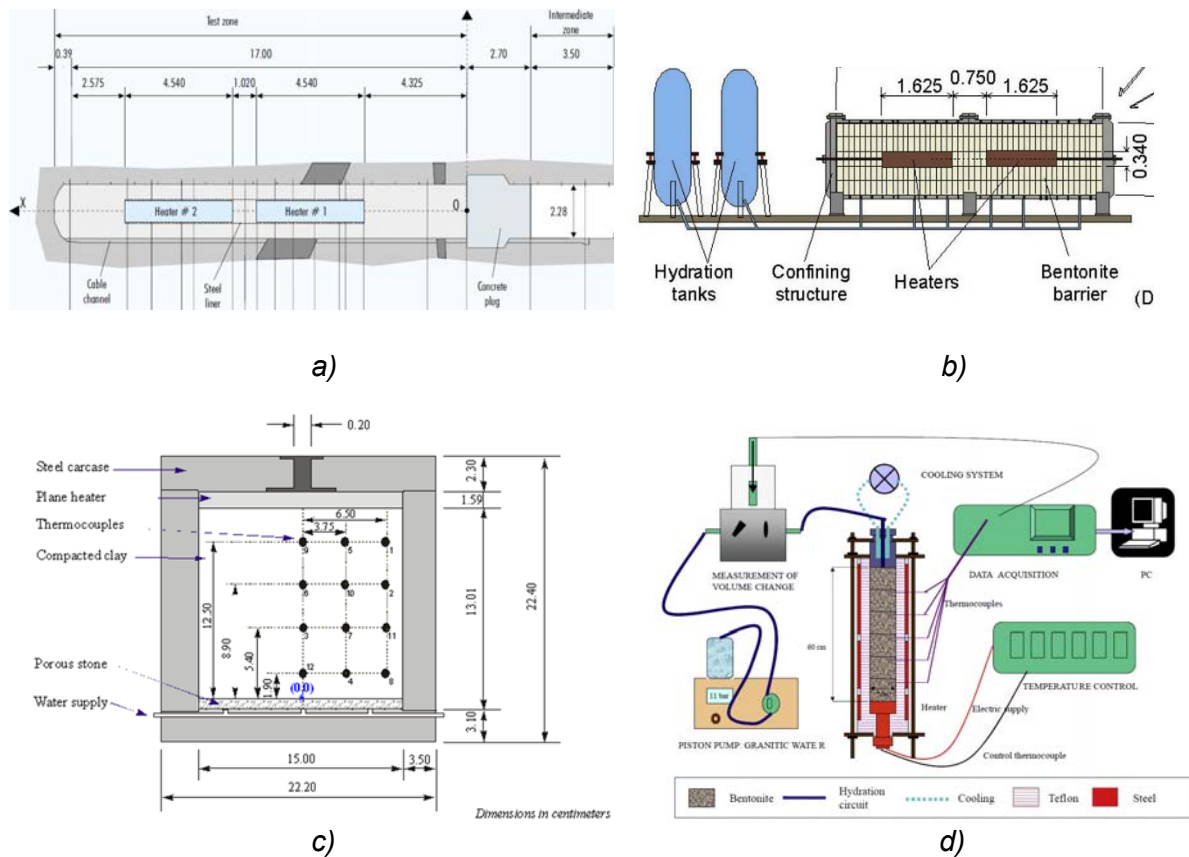 Test zone
Intermediate
zone
0.39
17.00
2.70
3.50
2.575
4.540
1.020
4.540
4.325
X
Heater # 2
Heater # 1
0
2.28
Cable
channel
Steel
liner
Concrete
plug
a)
1.625
0.750
1.625
0.340
Hydration
tanks
Confining
structure
Heaters
Bentonite
barrier
(D
b)
0.20
Steel carcase
Plane heater
Thermocouples
Compacted clay
Porous stone
Water supply
2.30
1.59
13.01
22.40
3.10
6.50
3.75
9
5
1
6
10
2
3
7
11
12
4
8
12.50
8.90
5.40
1.90
(0.0)
15.00
3.50
22.20
Dimensions in centimeters
c)
COOLING SYSTEM
MEASUREMENT OF
VOLUME CHANGE
DATA ACQUISITION
PC
Thermocouples
60 cm
11 bar
TEMPERATURE CONTROL
Heater
Electric supply
PISTON PUMP: GRANITIC WATE R
Control thermocouple
Bentonite
Hydration
circuit
Cooling
Teflon
Steel
d)